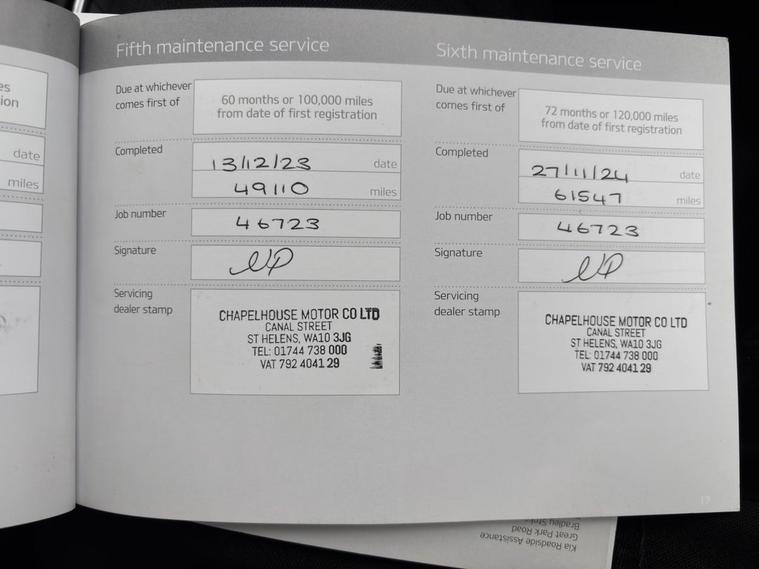 es
ion
date
miles
Fifth maintenance service
Due at whichever
comes first of
60 months or 100,000 miles
from date of first registration
Completed
13/12/23 date
49110 miles
Job number
46723
Signature
Servicing
dealer stamp
CHAPELHOUSE MOTOR CO LTD
CANAL STREET
ST HELENS, WA10 3JG
TEL: 01744 738 000
VAT 792 4041 29
Sixth maintenance service
Due at whichever
comes first of
72 months or 120,000 miles
from date of first registration
Completed
27/11/24 date
61547 miles
Job number
46723
Signature
Servicing
dealer stamp
CHAPELHOUSE MOTOR CO LTD
CANAL STREET
ST HELENS, WA10 3JG
TEL: 01744 738 000
VAT 792 4041 29
17
Kia Roadside Assistance
Great Park Road
Bradley Stoke